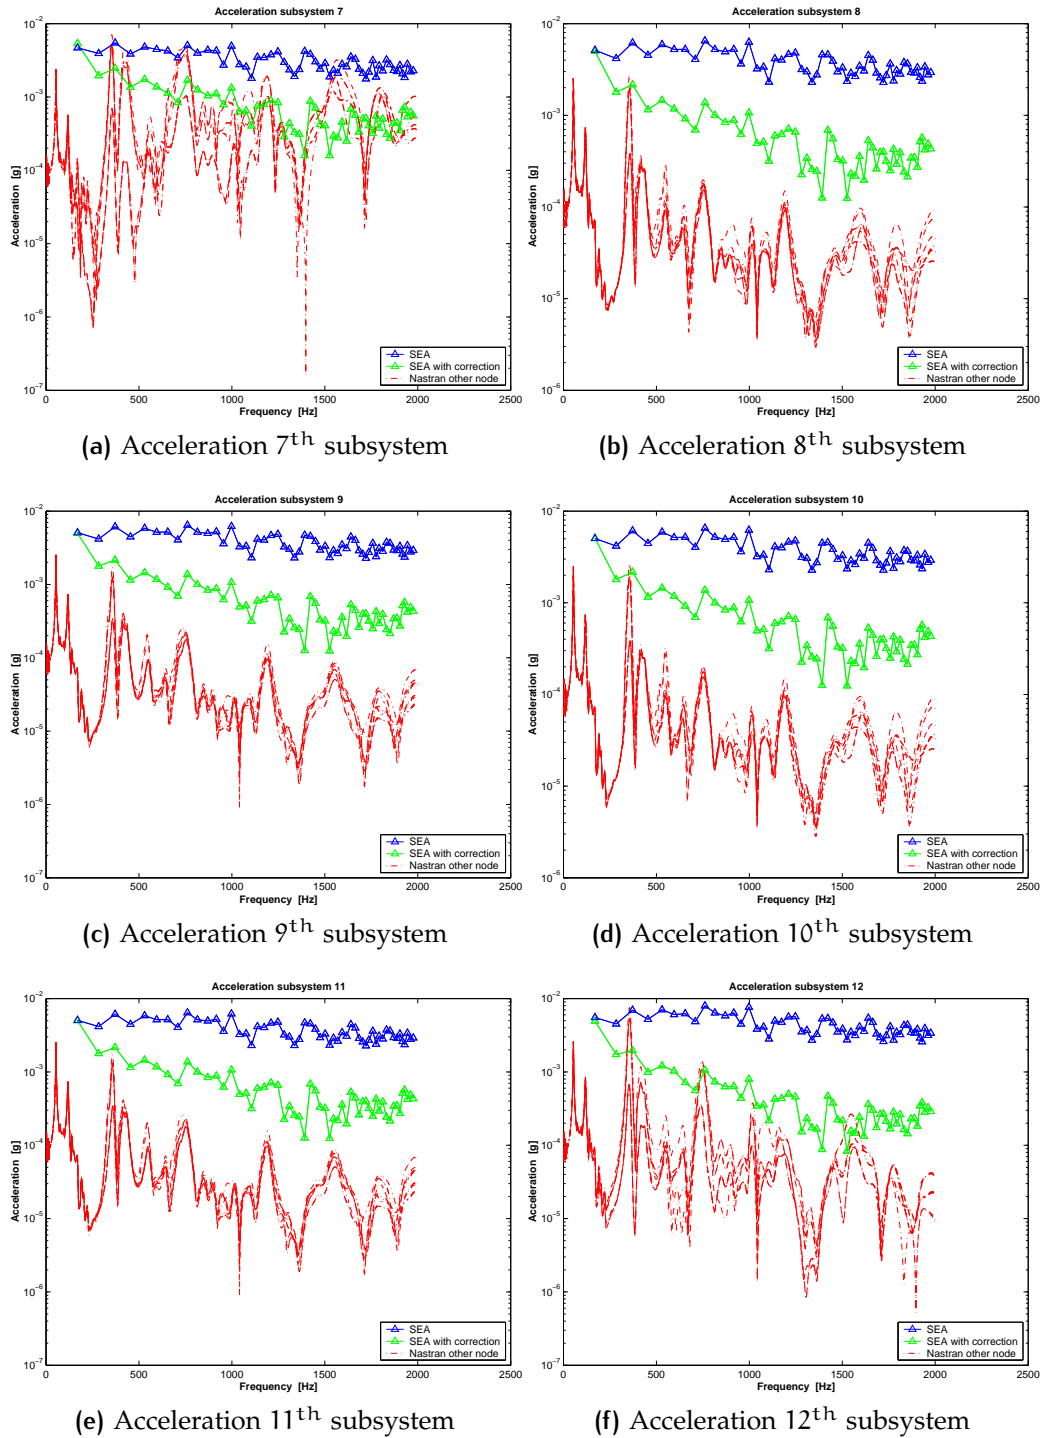 Acceleration subsystem 7
10^-2
10^-3
10^-4
10^-5
10^-6
10^-7
Acceleration [g]
0 500 1000 1500 2000 2500
Frequency [Hz]
SEA
SEA with correction
Nastran other node
(a) Acceleration 7th subsystem
Acceleration subsystem 8
10^-2
10^-3
10^-4
10^-5
10^-6
Acceleration [g]
0 500 1000 1500 2000 2500
Frequency [Hz]
SEA
SEA with correction
Nastran other node
(b) Acceleration 8th subsystem
Acceleration subsystem 9
10^-2
10^-3
10^-4
10^-5
10^-6
10^-7
Acceleration [g]
0 500 1000 1500 2000 2500
Frequency [Hz]
SEA
SEA with correction
Nastran other node
(c) Acceleration 9th subsystem
Acceleration subsystem 10
10^-2
10^-3
10^-4
10^-5
10^-6
Acceleration [g]
0 500 1000 1500 2000 2500
Frequency [Hz]
SEA
SEA with correction
Nastran other node
(d) Acceleration 10th subsystem
Acceleration subsystem 11
10^-2
10^-3
10^-4
10^-5
10^-6
10^-7
Acceleration [g]
0 500 1000 1500 2000 2500
Frequency [Hz]
SEA
SEA with correction
Nastran other node
(e) Acceleration 11th subsystem
Acceleration subsystem 12
10^-2
10^-3
10^-4
10^-5
10^-6
10^-7
Acceleration [g]
0 500 1000 1500 2000 2500
Frequency [Hz]
SEA
SEA with correction
Nastran other node
(f) Acceleration 12th subsystem